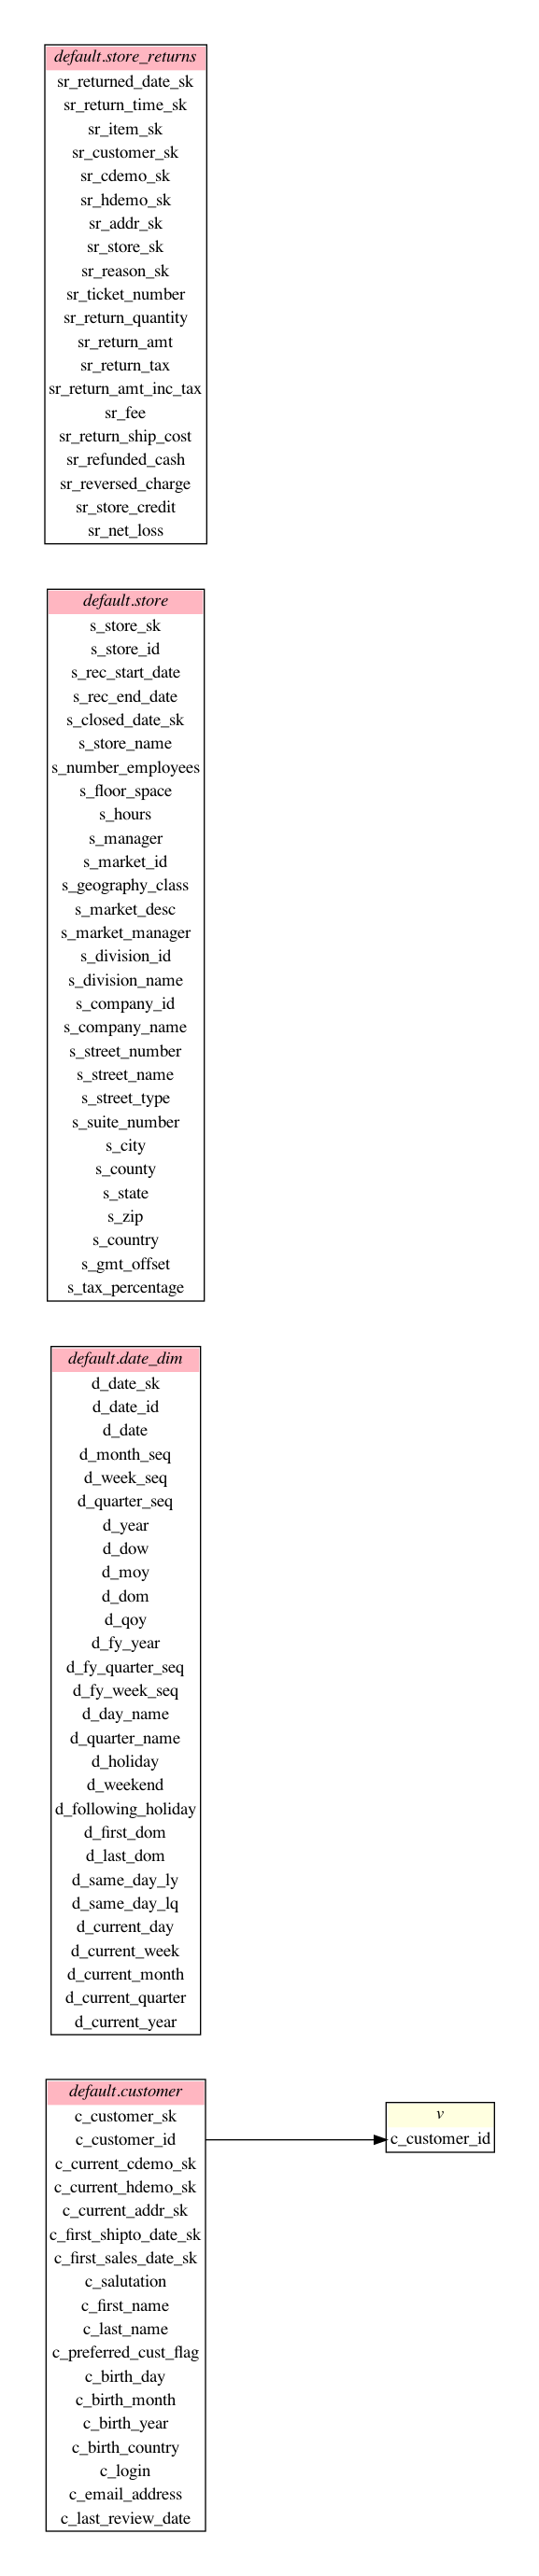 default.store_returns
sr_returned_date_sk
sr_return_time_sk
sr_item_sk
sr_customer_sk
sr_cdemo_sk
sr_hdemo_sk
sr_addr_sk
sr_store_sk
sr_reason_sk
sr_ticket_number
sr_return_quantity
sr_return_amt
sr_return_tax
sr_return_amt_inc_tax
sr_fee
sr_return_ship_cost
sr_refunded_cash
sr_reversed_charge
sr_store_credit
sr_net_loss
default.store
s_store_sk
s_store_id
s_rec_start_date
s_rec_end_date
s_closed_date_sk
s_store_name
s_number_employees
s_floor_space
s_hours
s_manager
s_market_id
s_geography_class
s_market_desc
s_market_manager
s_division_id
s_division_name
s_company_id
s_company_name
s_street_number
s_street_name
s_street_type
s_suite_number
s_city
s_county
s_state
s_zip
s_country
s_gmt_offset
s_tax_percentage
default.date_dim
d_date_sk
d_date_id
d_date
d_month_seq
d_week_seq
d_quarter_seq
d_year
d_dow
d_moy
d_dom
d_qoy
d_fy_year
d_fy_quarter_seq
d_fy_week_seq
d_day_name
d_quarter_name
d_holiday
d_weekend
d_following_holiday
d_first_dom
d_last_dom
d_same_day_ly
d_same_day_lq
d_current_day
d_current_week
d_current_month
d_current_quarter
d_current_year
default.customer
c_customer_sk
c_customer_id
c_current_cdemo_sk
c_current_hdemo_sk
c_current_addr_sk
c_first_shipto_date_sk
c_first_sales_date_sk
c_salutation
c_first_name
c_last_name
c_preferred_cust_flag
c_birth_day
c_birth_month
c_birth_year
c_birth_country
c_login
c_email_address
c_last_review_date
v
c_customer_id